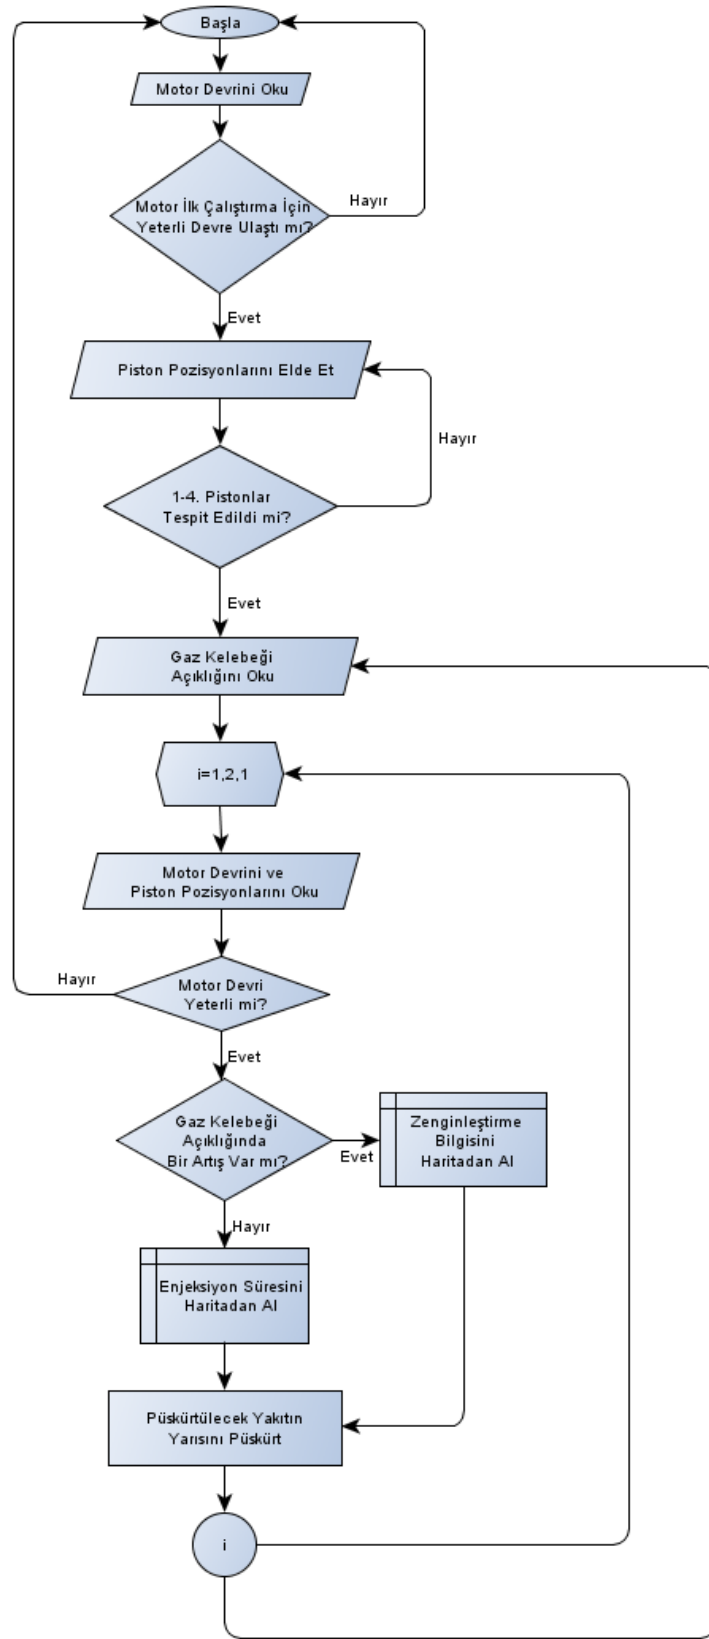 Başla
Motor Devrini Oku
Motor İlk Çalıştırma İçin
Yeterli Devre Ulaştı mı?
Hayır
Evet
Piston Pozisyonlarını Elde Et
Hayır
1-4. Pistonlar
Tespit Edildi mi?
Evet
Gaz Kelebeği
Açıklığını Oku
i=1,2,1
Motor Devrini ve
Piston Pozisyonlarını Oku
Hayır
Motor Devri
Yeterli mi?
Evet
Gaz Kelebeği
Açıklığında
Bir Artış Var mı?
Evet
Zenginleştirme
Bilgisini
Haritadan Al
Hayır
Enjeksiyon Süresini
Haritadan Al
Püskürtülecek Yakıtın
Yarısını Püskürt
i